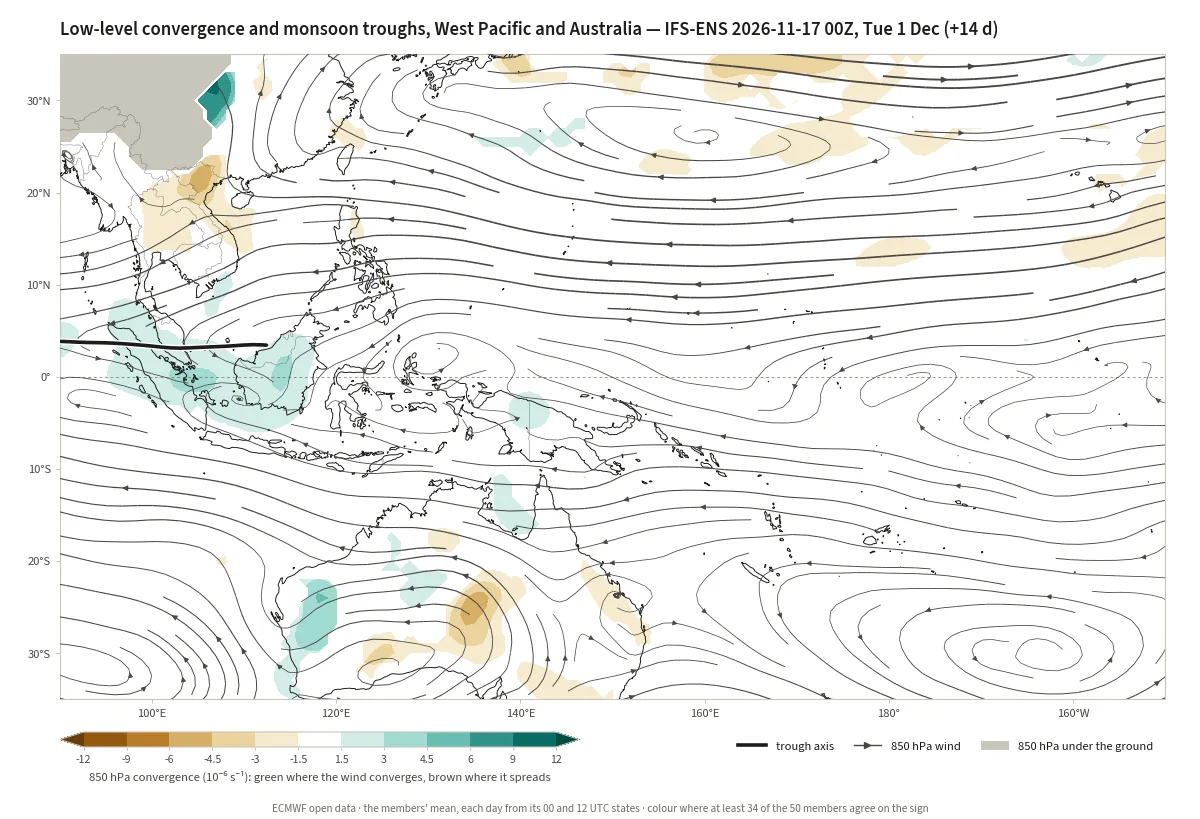 Low-level convergence and monsoon troughs, West Pacific and Australia — IFS-ENS 2026-11-17 00Z, Tue 1 Dec (+14 d)
30°N
20°N
10°N
0°
10°S
20°S
30°S
100°E 120°E 140°E 160°E 180° 160°W
-12 -9 -6 -4.5 -3 -1.5 1.5 3 4.5 6 9 12
850 hPa convergence (10⁻⁶ s⁻¹): green where the wind converges, brown where it spreads
trough axis 850 hPa wind 850 hPa under the ground
ECMWF open data · the members' mean, each day from its 00 and 12 UTC states · colour where at least 34 of the 50 members agree on the sign